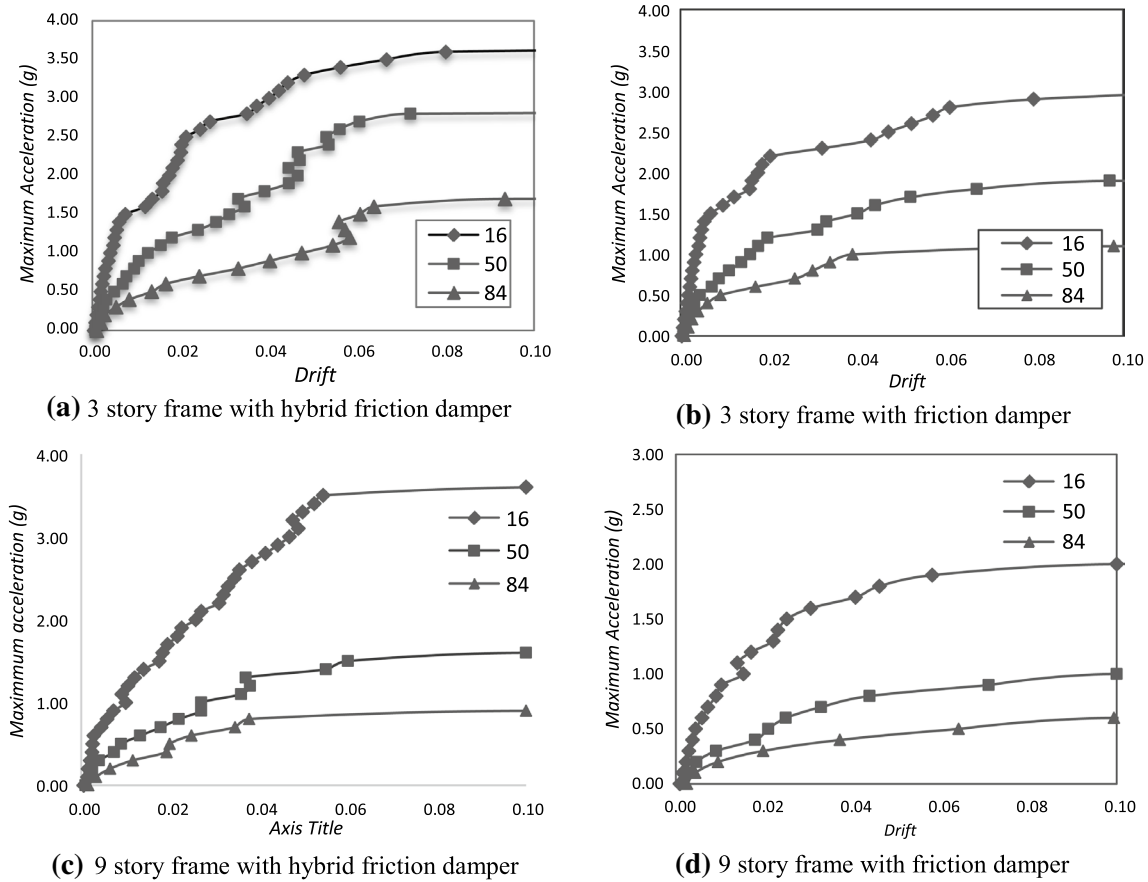 4.00
3.50
3.00
2.50
2.00
1.50
1.00
0.50
0.00
Maximum Acceleration (g)
16
50
84
0.00 0.02 0.04 0.06 0.08 0.10
Drift
(a) 3 story frame with hybrid friction damper
4.00
3.50
3.00
2.50
2.00
1.50
1.00
0.50
0.00
Maximum Acceleration (g)
16
50
84
0.00 0.02 0.04 0.06 0.08 0.10
Drift
(b) 3 story frame with friction damper
4.00
3.00
2.00
1.00
0.00
Maximmum acceleration (g)
16
50
84
0.00 0.02 0.04 0.06 0.08 0.10
Axis Title
(c) 9 story frame with hybrid friction damper
3.00
2.50
2.00
1.50
1.00
0.50
0.00
Maximum Acceleration (g)
16
50
84
0.00 0.02 0.04 0.06 0.08 0.10
Drift
(d) 9 story frame with friction damper